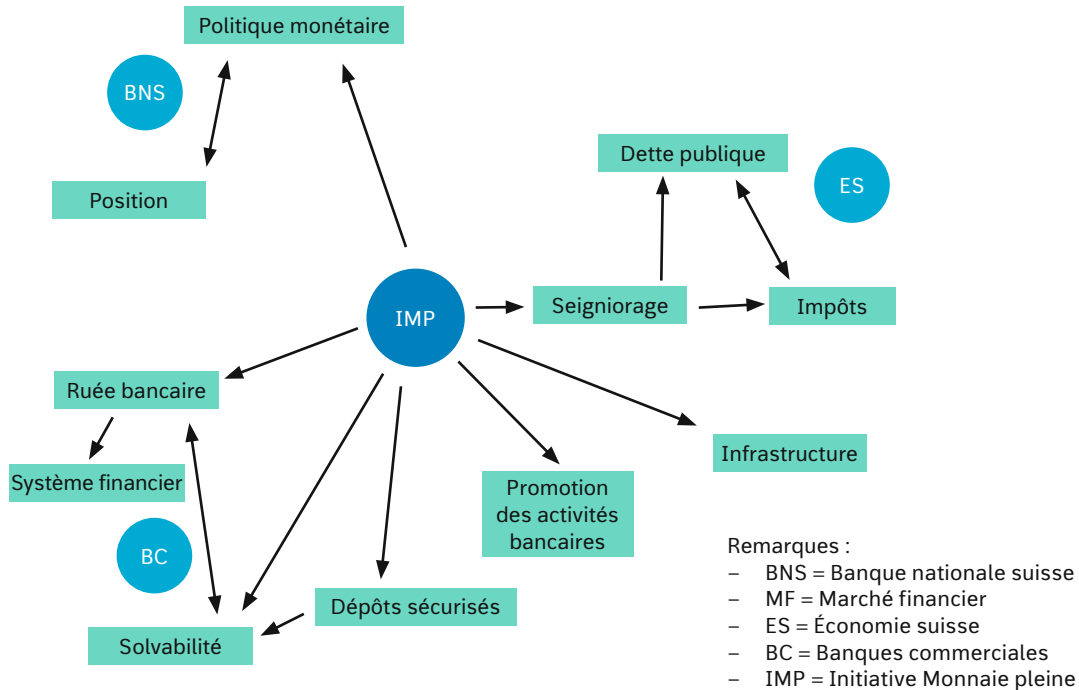 Politique monétaire
BNS
Position
Dette publique
ES
IMP
Seigniorage
Impôts
Ruée bancaire
Système financier
Infrastructure
Promotion
des activités
bancaires
BC
Dépôts sécurisés
Solvabilité
Remarques :
– BNS = Banque nationale suisse
– MF = Marché financier
– ES = Économie suisse
– BC = Banques commerciales
– IMP = Initiative Monnaie pleine